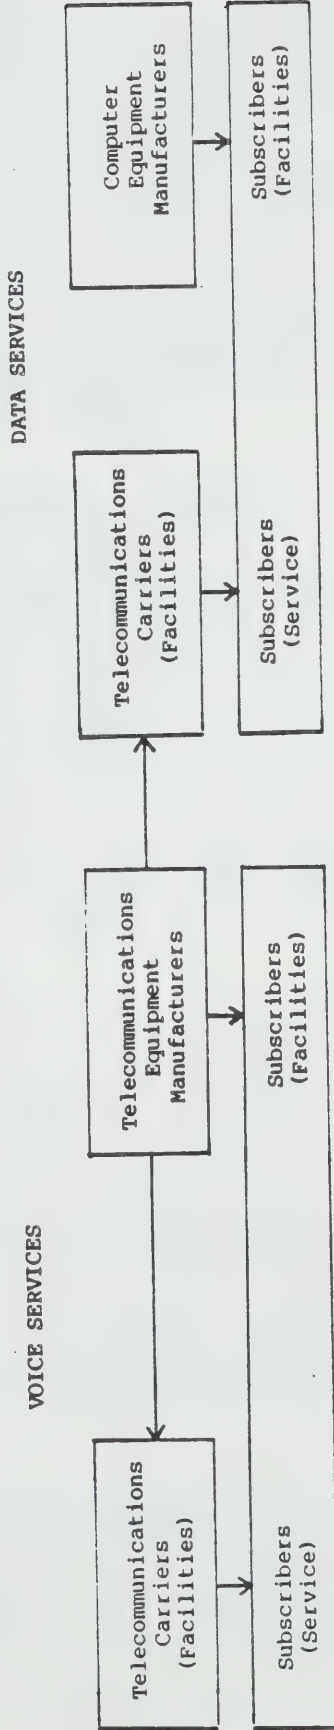 VOICE SERVICES
DATA SERVICES
Telecommunications
Carriers
(Facilities)
Telecommunications
Equipment
Manufacturers
Telecommunications
Carriers
(Facilities)
Computer
Equipment
Manufacturers
Subscribers
(Service)
Subscribers
(Facilities)
Subscribers
(Service)
Subscribers
(Facilities)